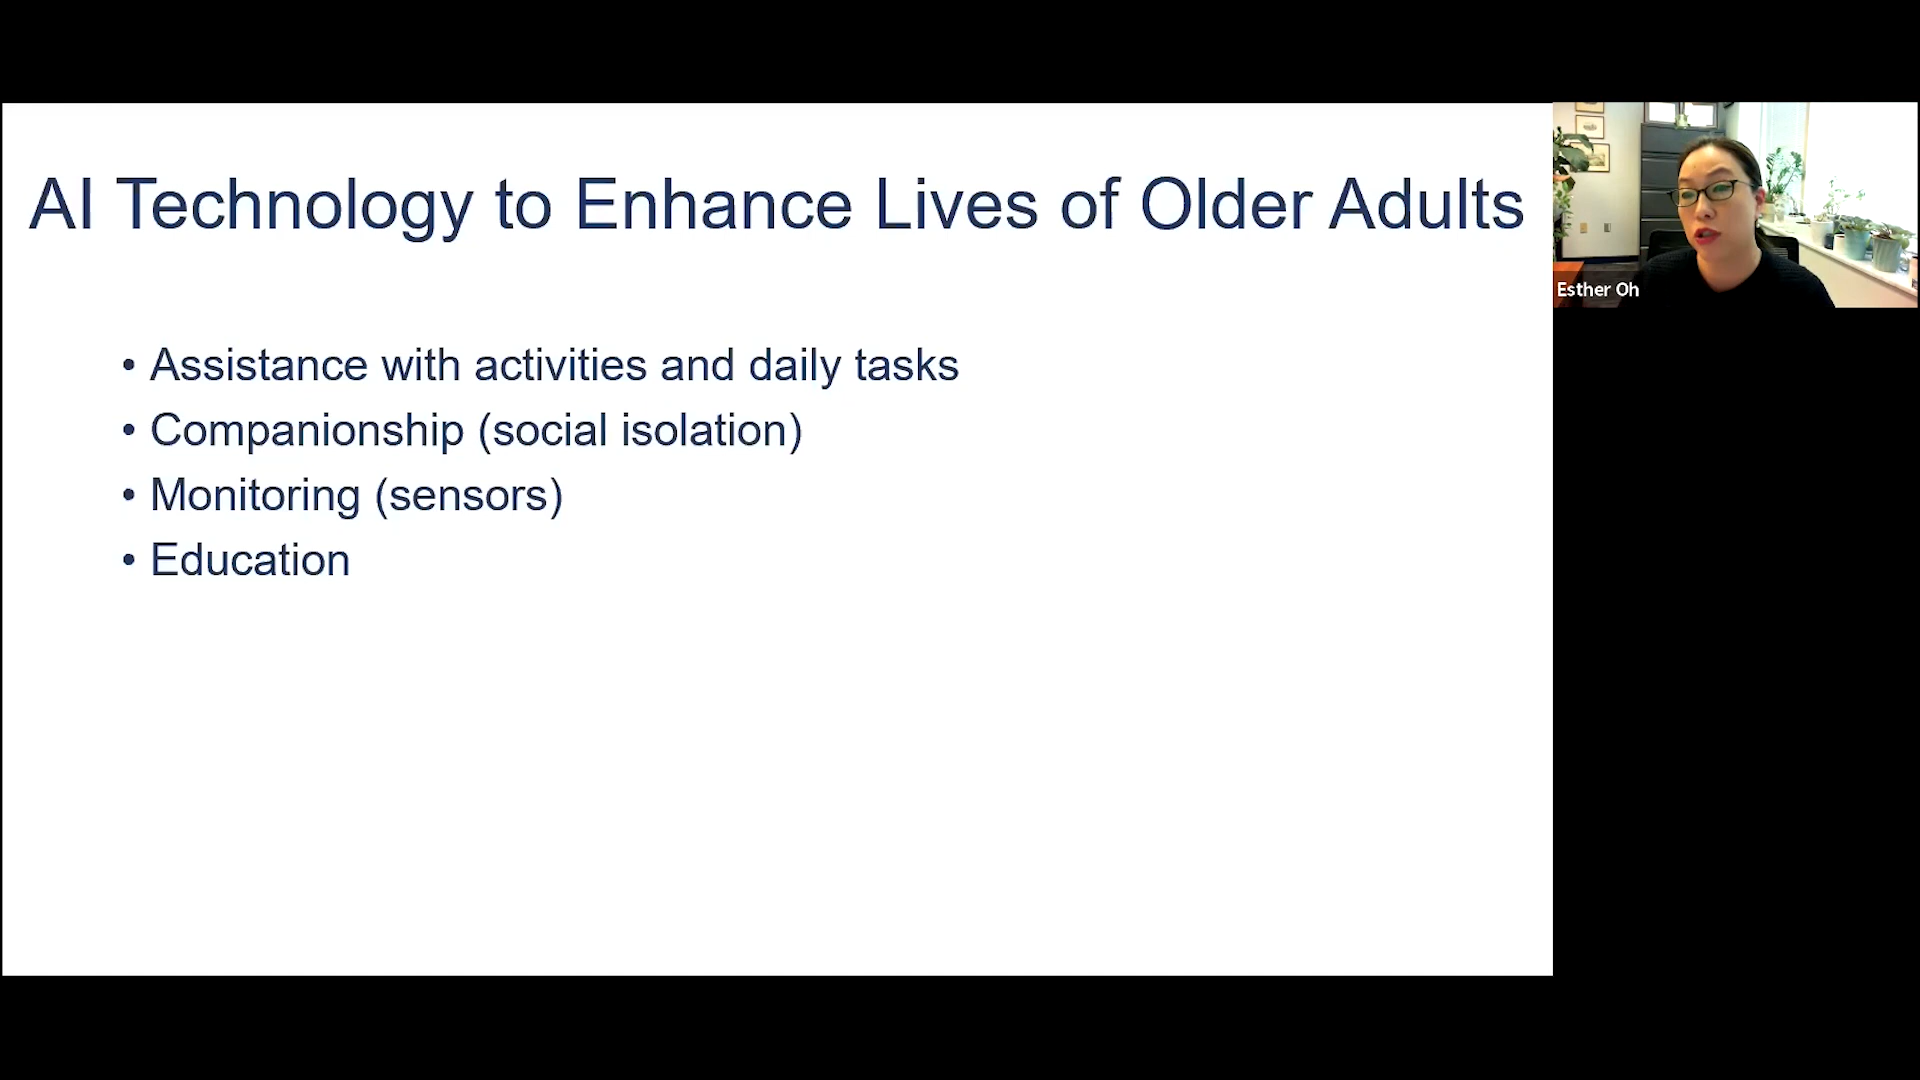 AI Technology to Enhance Lives of Older Adults
• Assistance with activities and daily tasks
• Companionship (social isolation)
• Monitoring (sensors)
• Education
Esther Oh